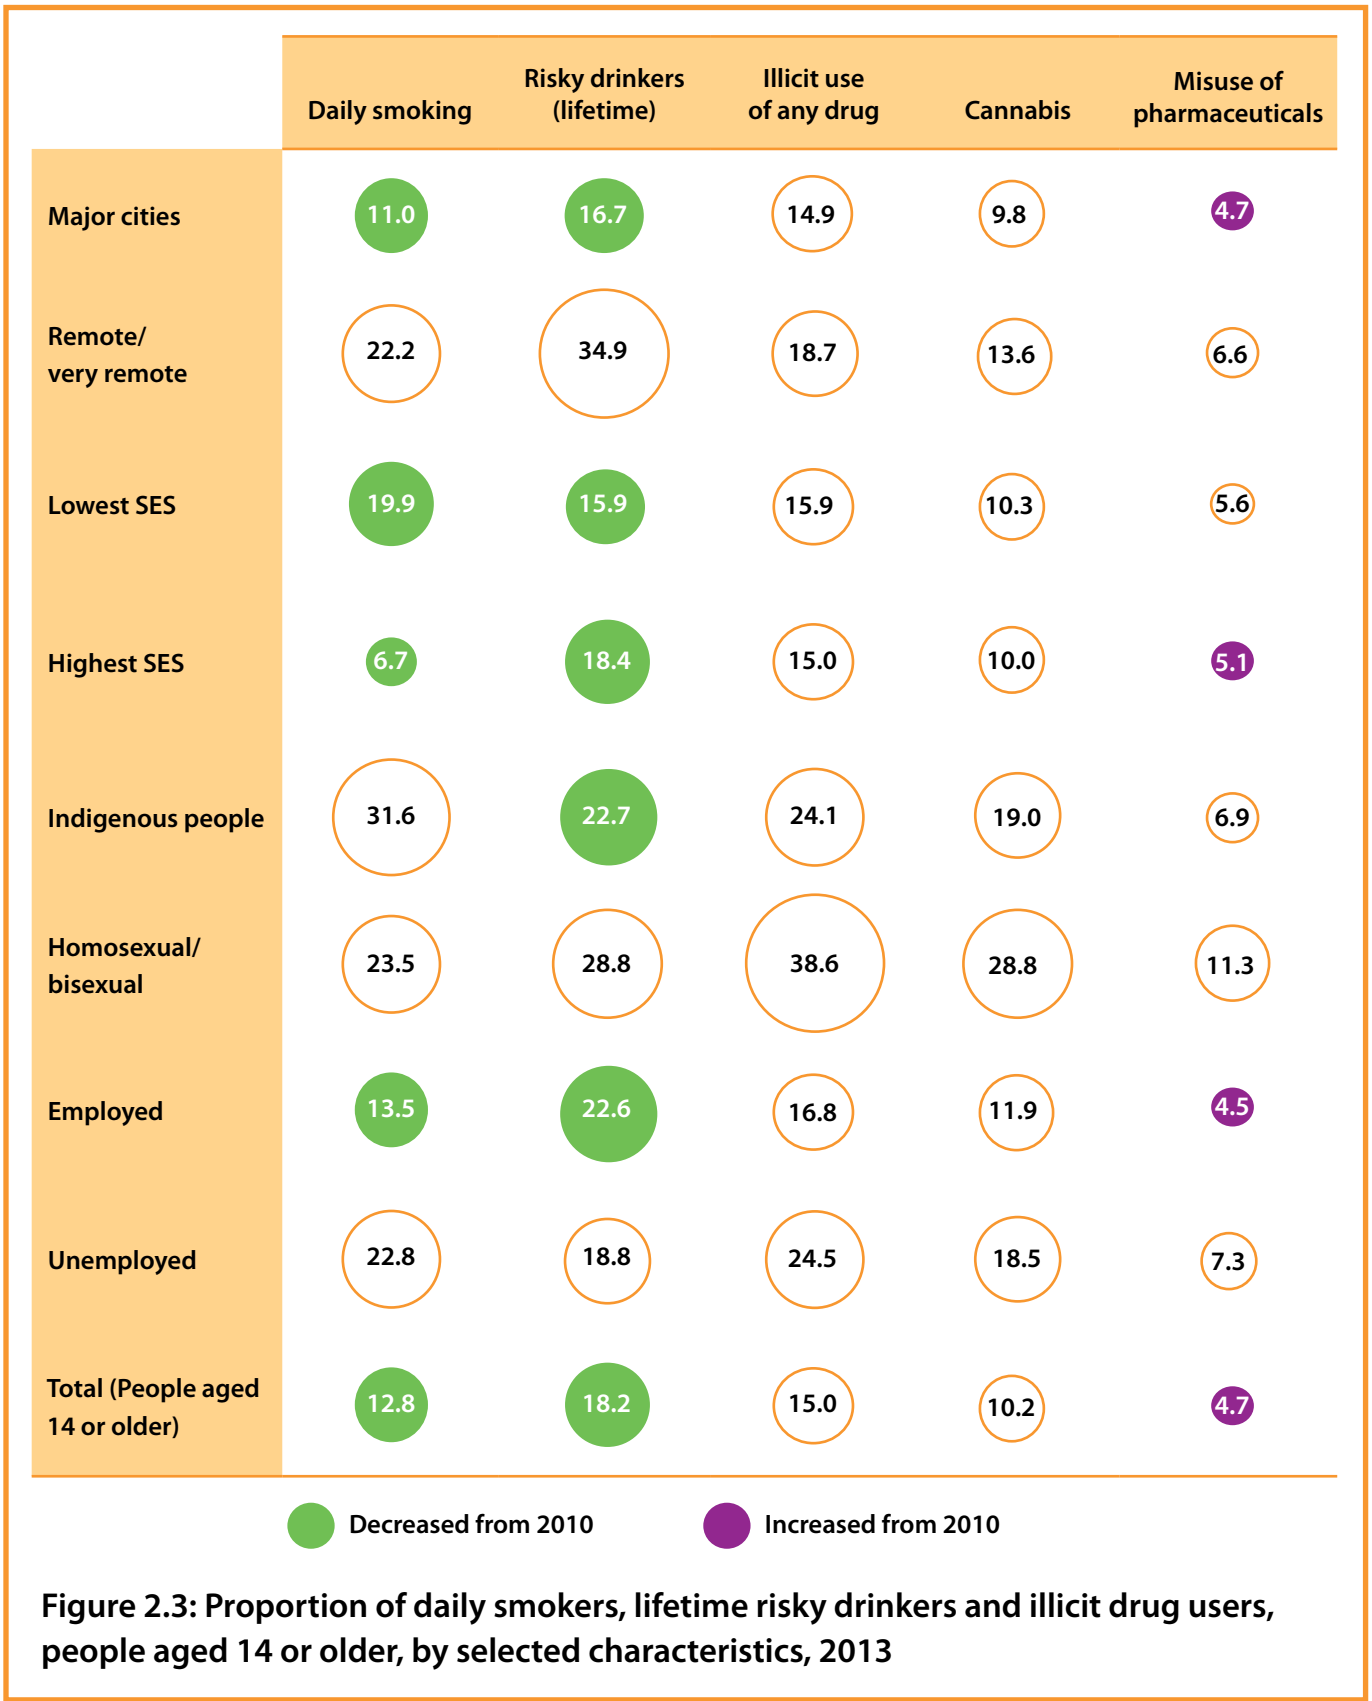 Daily smoking
Risky drinkers
(lifetime)
Illicit use
of any drug
Cannabis
Misuse of
pharmaceuticals
Major cities
11.0
16.7
14.9
9.8
4.7
Remote/
very remote
22.2
34.9
18.7
13.6
6.6
Lowest SES
19.9
15.9
15.9
10.3
5.6
Highest SES
6.7
18.4
15.0
10.0
5.1
Indigenous people
31.6
22.7
24.1
19.0
6.9
Homosexual/
bisexual
23.5
28.8
38.6
28.8
11.3
Employed
13.5
22.6
16.8
11.9
4.5
Unemployed
22.8
18.8
24.5
18.5
7.3
Total (People aged
14 or older)
12.8
18.2
15.0
10.2
4.7
Decreased from 2010
Increased from 2010
Figure 2.3: Proportion of daily smokers, lifetime risky drinkers and illicit drug users,
people aged 14 or older, by selected characteristics, 2013